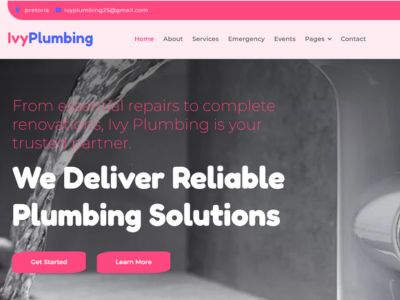 pretoria ivyplumbing25@gmail.com
IvyPlumbing Home About Services Emergency Events Pages Contact
From essential repairs to complete
renovations, Ivy Plumbing is your
trusted partner.
We Deliver Reliable
Plumbing Solutions
Get Started Learn More